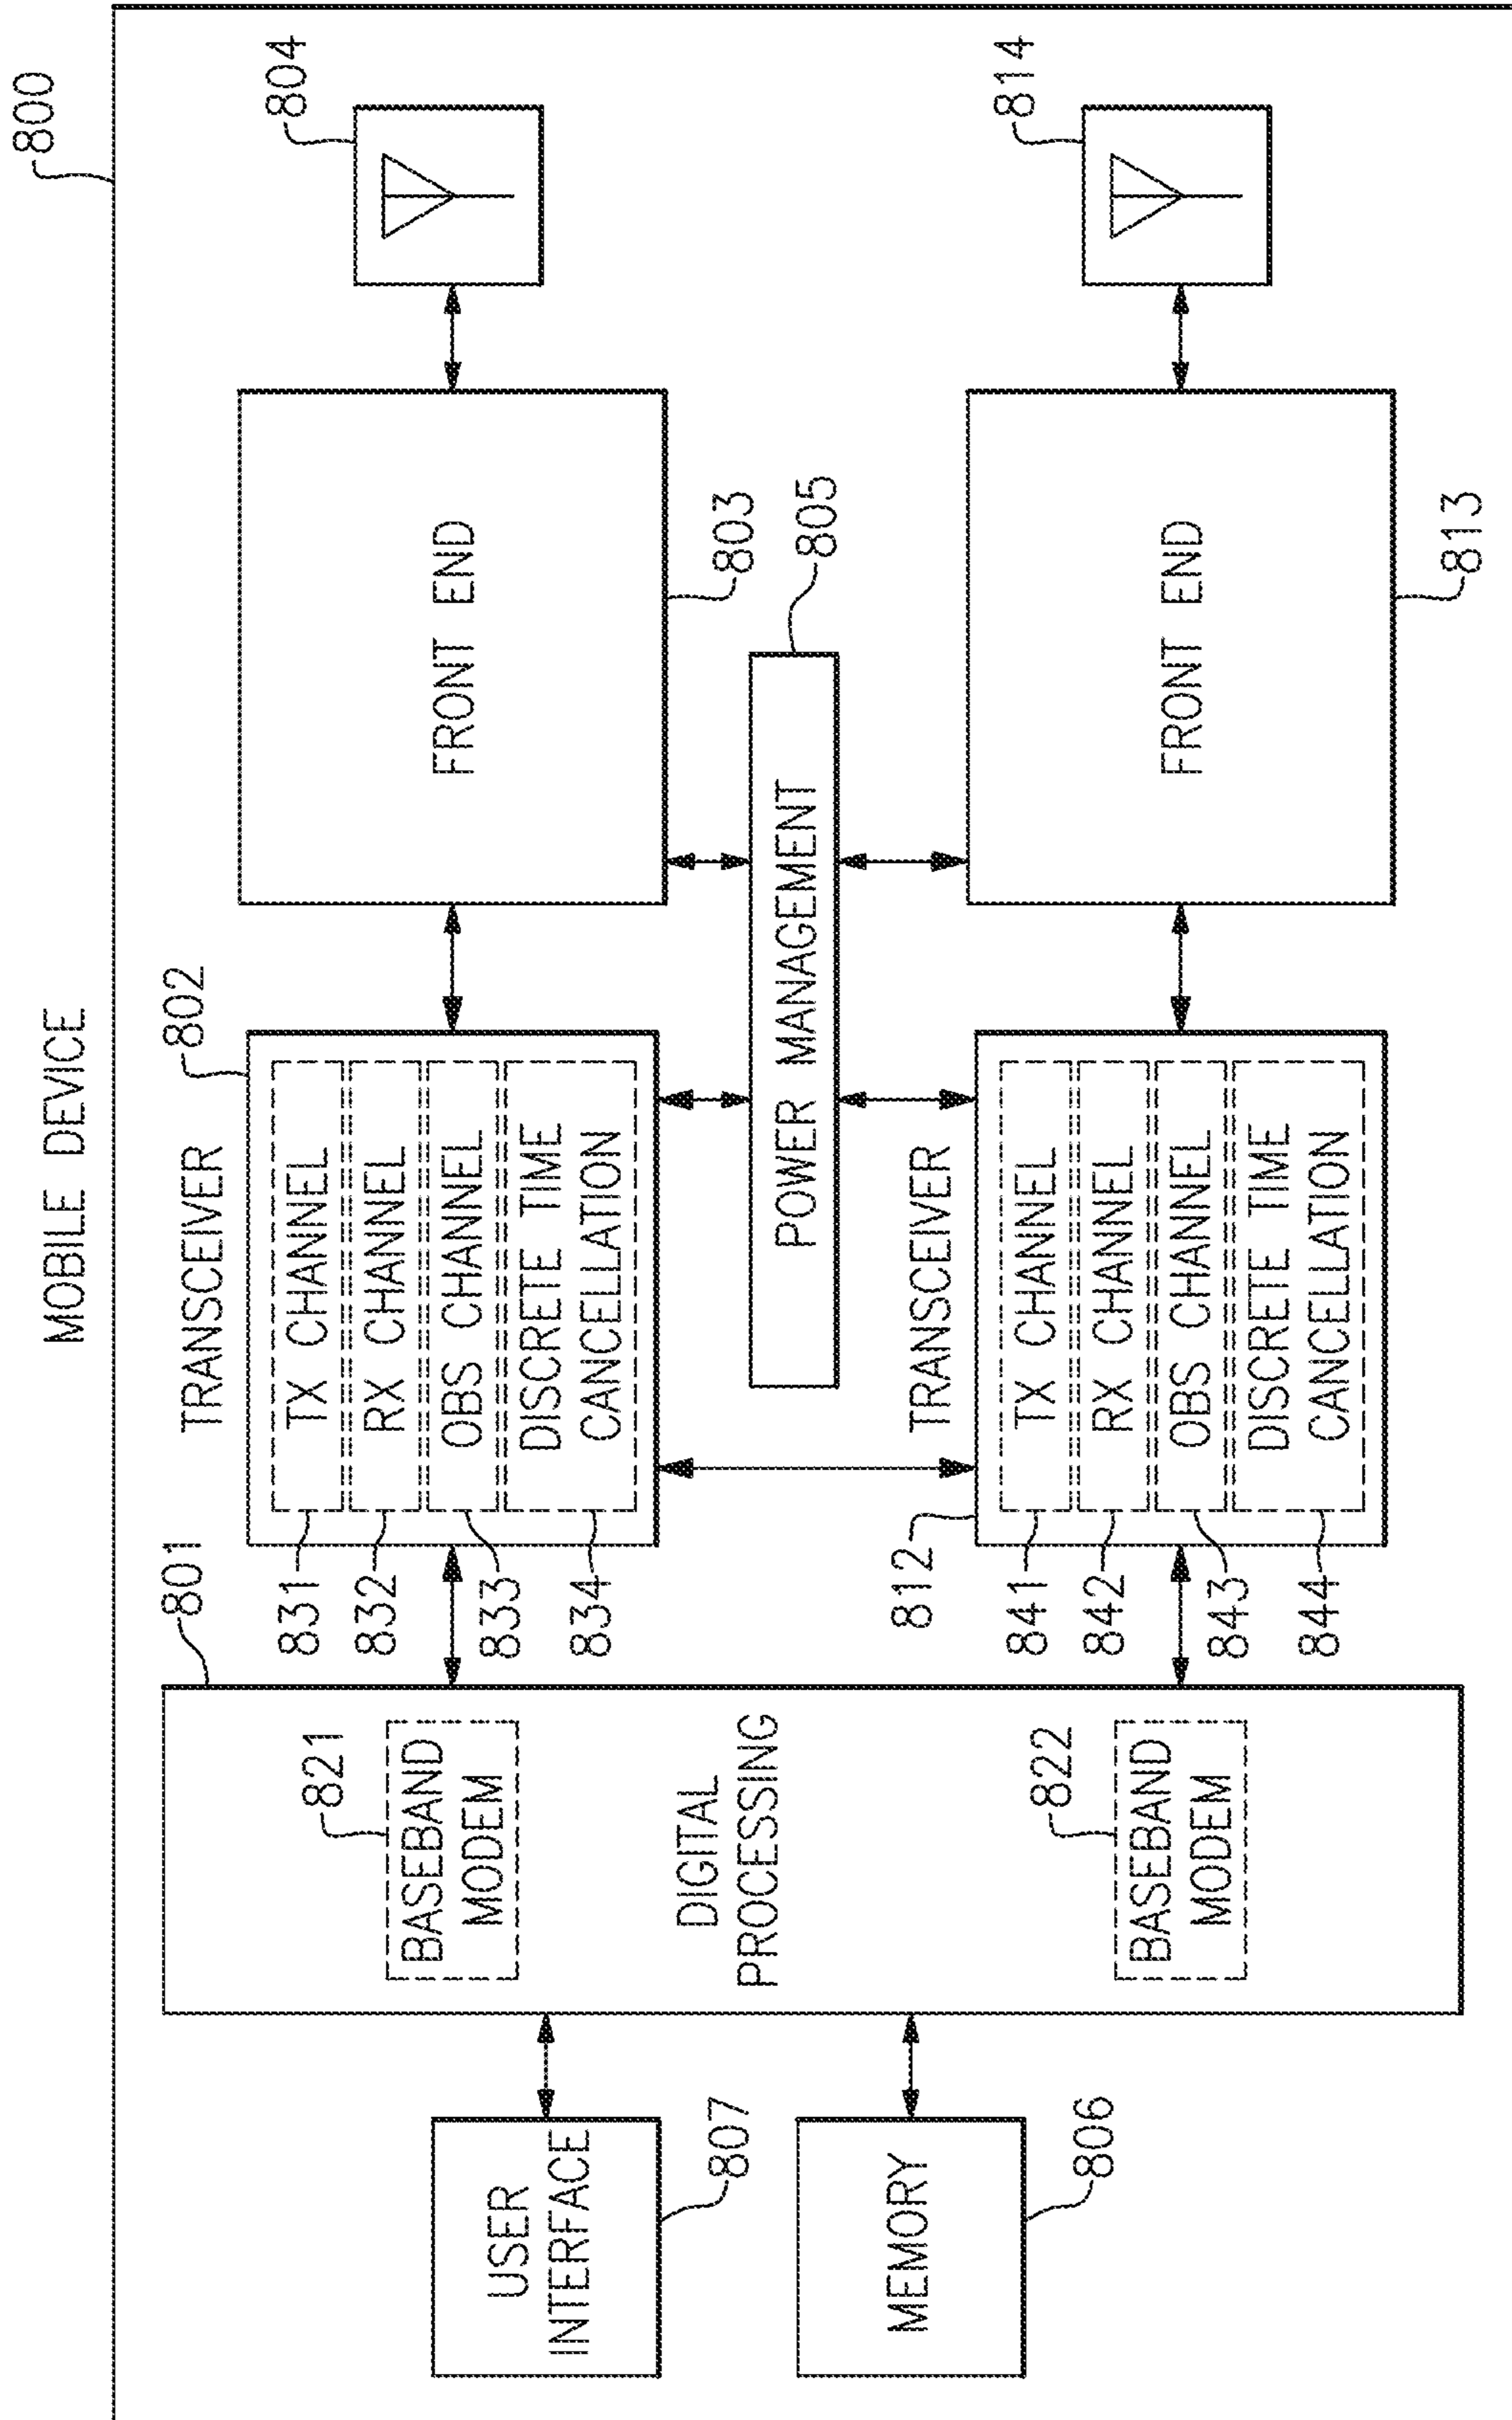 MOBILE DEVICE
800
801
821
BASEBAND
MODEM
DIGITAL
PROCESSING
822
BASEBAND
MODEM
USER
INTERFACE
807
MEMORY
806
TRANSCEIVER
802
TX CHANNEL
RX CHANNEL
OBS CHANNEL
DISCRETE TIME
CANCELLATION
831
832
833
834
FRONT END
803
804
POWER MANAGEMENT
805
TRANSCEIVER
812
TX CHANNEL
RX CHANNEL
OBS CHANNEL
DISCRETE TIME
CANCELLATION
841
842
843
844
FRONT END
813
814